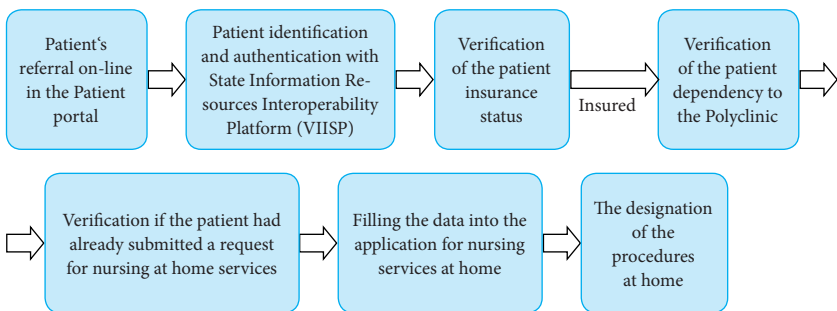 Patient‘s
referral on-line
in the Patient
portal
Patient identification
and authentication with
State Information Re-
sources Interoperability
Platform (VIISP)
Verification
of the patient
insurance
status
Insured
Verification
of the patient
dependency to
the Polyclinic
Verification if the patient had
already submitted a request
for nursing at home services
Filling the data into the
application for nursing
services at home
The designation
of the
procedures
at home